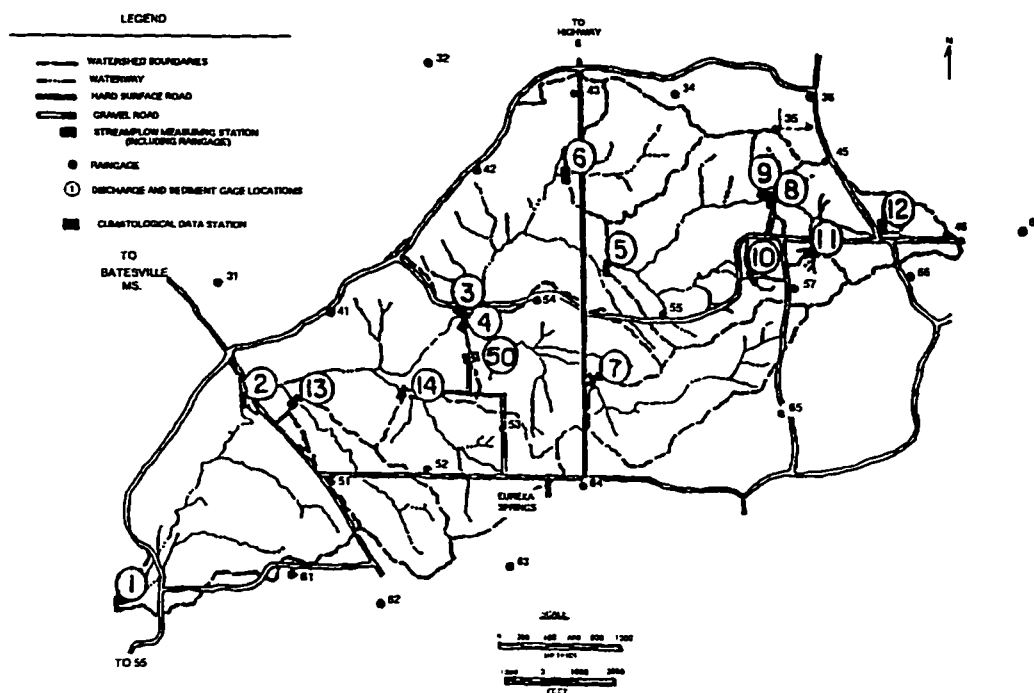 LEGEND
WATERSHED BOUNDARIES
WATERWAY
HARD SURFACE ROAD
GRAVEL ROAD
STREAMFLOW MEASURING STATION
(INCLUDING RAINGAGE)
RAINGAGE
1 DISCHARGE AND SEDIMENT GAGE LOCATIONS
CLIMATOLOGICAL DATA STATION
TO
HIGHWAY
6
N
32
43
34
36
35
45
42
6
9
8
12
46
5
10
11
66
57
TO
BATESVILLE
MS.
31
41
3
54
55
4
50
7
2
13
14
53
65
52
51
64
EUREKA
SPRINGS
63
1
61
62
TO 55
SCALE
FEET